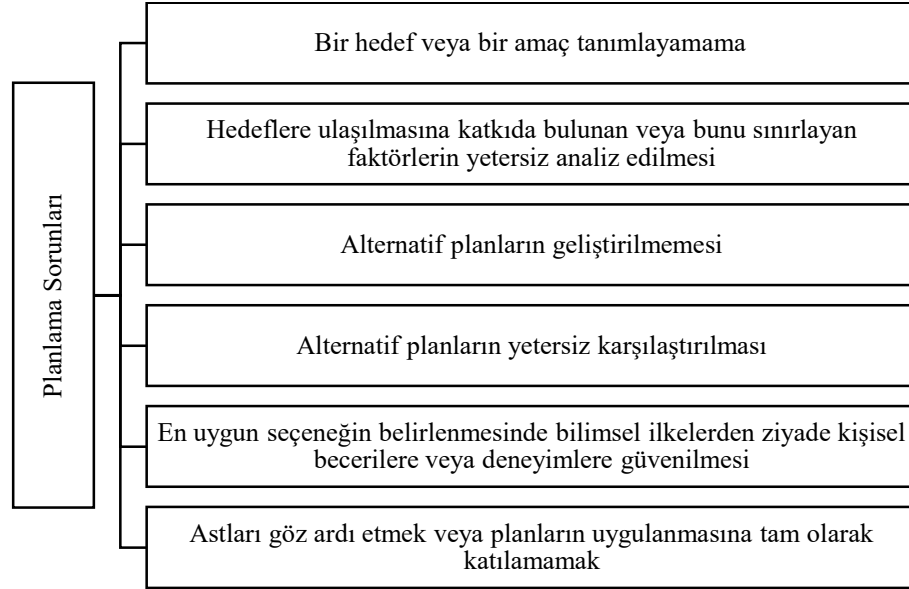 Planlama Sorunları
Bir hedef veya bir amaç tanımlayamama
Hedeflere ulaşılmasına katkıda bulunan veya bunu sınırlayan
faktörlerin yetersiz analiz edilmesi
Alternatif planların geliştirilmemesi
Alternatif planların yetersiz karşılaştırılması
En uygun seçeneğin belirlenmesinde bilimsel ilkelerden ziyade kişisel
becerilere veya deneyimlere güvenilmesi
Astları göz ardı etmek veya planların uygulanmasına tam olarak
katılamamak